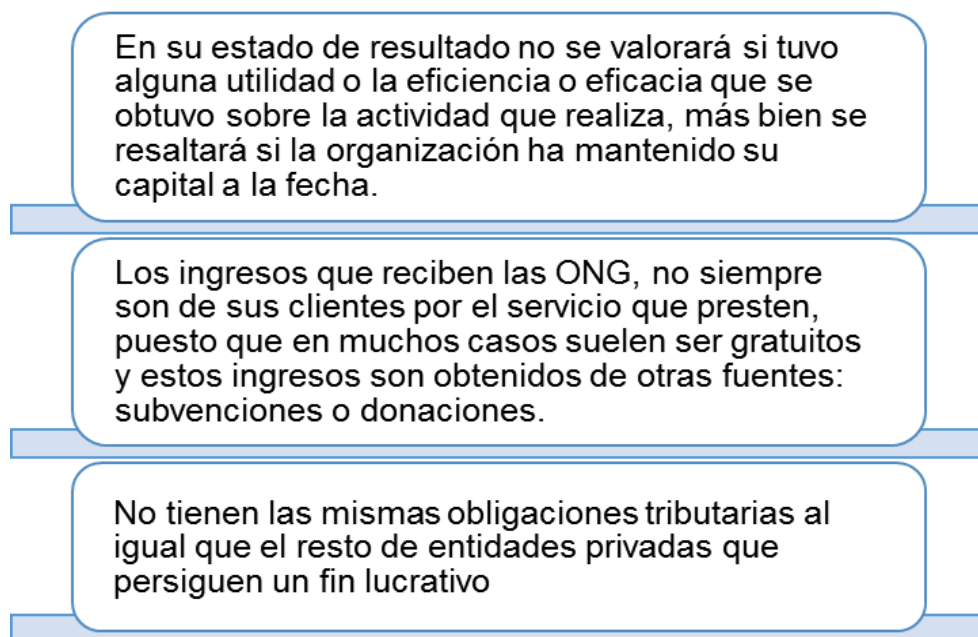 En su estado de resultado no se valorará si tuvo
alguna utilidad o la eficiencia o eficacia que se
obtuvo sobre la actividad que realiza, más bien se
resaltará si la organización ha mantenido su
capital a la fecha.
Los ingresos que reciben las ONG, no siempre
son de sus clientes por el servicio que presten,
puesto que en muchos casos suelen ser gratuitos
y estos ingresos son obtenidos de otras fuentes:
subvenciones o donaciones.
No tienen las mismas obligaciones tributarias al
igual que el resto de entidades privadas que
persiguen un fin lucrativo